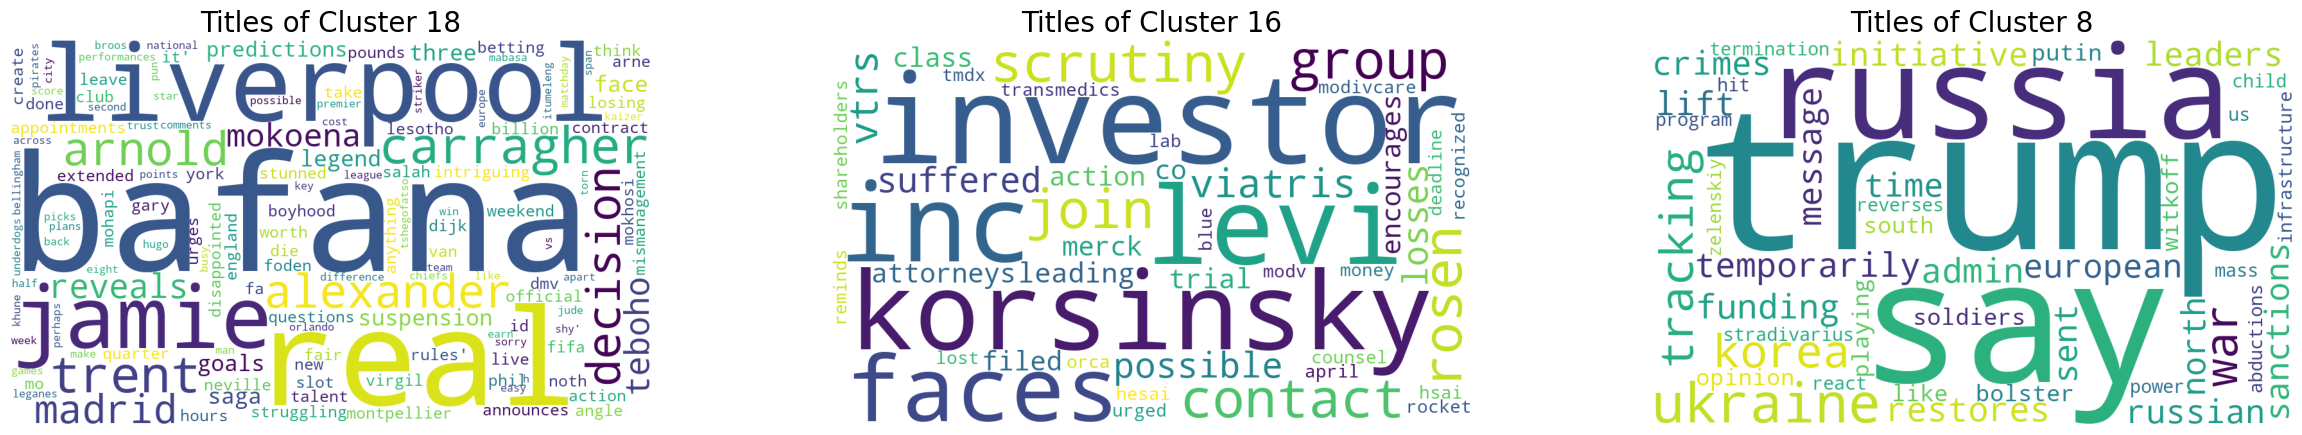 Titles of Cluster 18
liverpool
bafana
real
jamie
arnold
carragher
alexander
trent
madrid
decision
teboho
mokoena
reveals
predictions
three
pounds
betting
mabasa
think
arne
face
losing
kaizer
create
pirates
city
score
broos
national
performances
it'
leave
club
second
done
star
pun
possible
take
premier
striker
europe
itumeleng
matchday
span
appointments
trust
comments
across
cost
lesotho
billion
contract
legend
stunned
salah
intriguing
league
key
extended
points
york
gary
mohapi
urges
picks
plans
back
hugo
underdogs
bellingham
eight
half
disappointed
busy
england
boyhood
worth
die
foden
fa
difference
anything
tshegofatso
dijk
van
team
chiefs
win
weekend
like
vs
dmv
apart
torn
mokhosi
mismanagement
official
questions
suspension
orlando
jude
id
shy'
earn
sorry
fifa
khune
week
perhaps
make
quarter
man
goals
fair
rules'
live
new
games
mo
leganes
neville
saga
slot
talent
virgil
phil
h
easy
noth
action
angle
hours
struggling
montpellier
announces
Titles of Cluster 16
investor
korsinsky
levi
inc
faces
group
scrutiny
join
contact
rosen
class
vtrs
tmdx
transmedics
modivcare
shareholders
lab
encourages
deadline
recognized
suffered
action
co
viatris
losses
blue
merck
attorneysleading
trial
modv
money
reminds
lost
filed
orca
possible
counsel
april
hesai
urged
hsai
rocket
Titles of Cluster 8
trump
russia
say
termination
initiative
putin
leaders
crimes
hit
lift
program
message
child
us
infrastructure
time
reverses
south
zelenskiy
witkoff
tracking
temporarily
admin
european
mass
funding
playing
soldiers
stradivarius
korea
sent
north
war
abductions
sanctions
opinion
react
like
bolster
power
ukraine
restores
russian